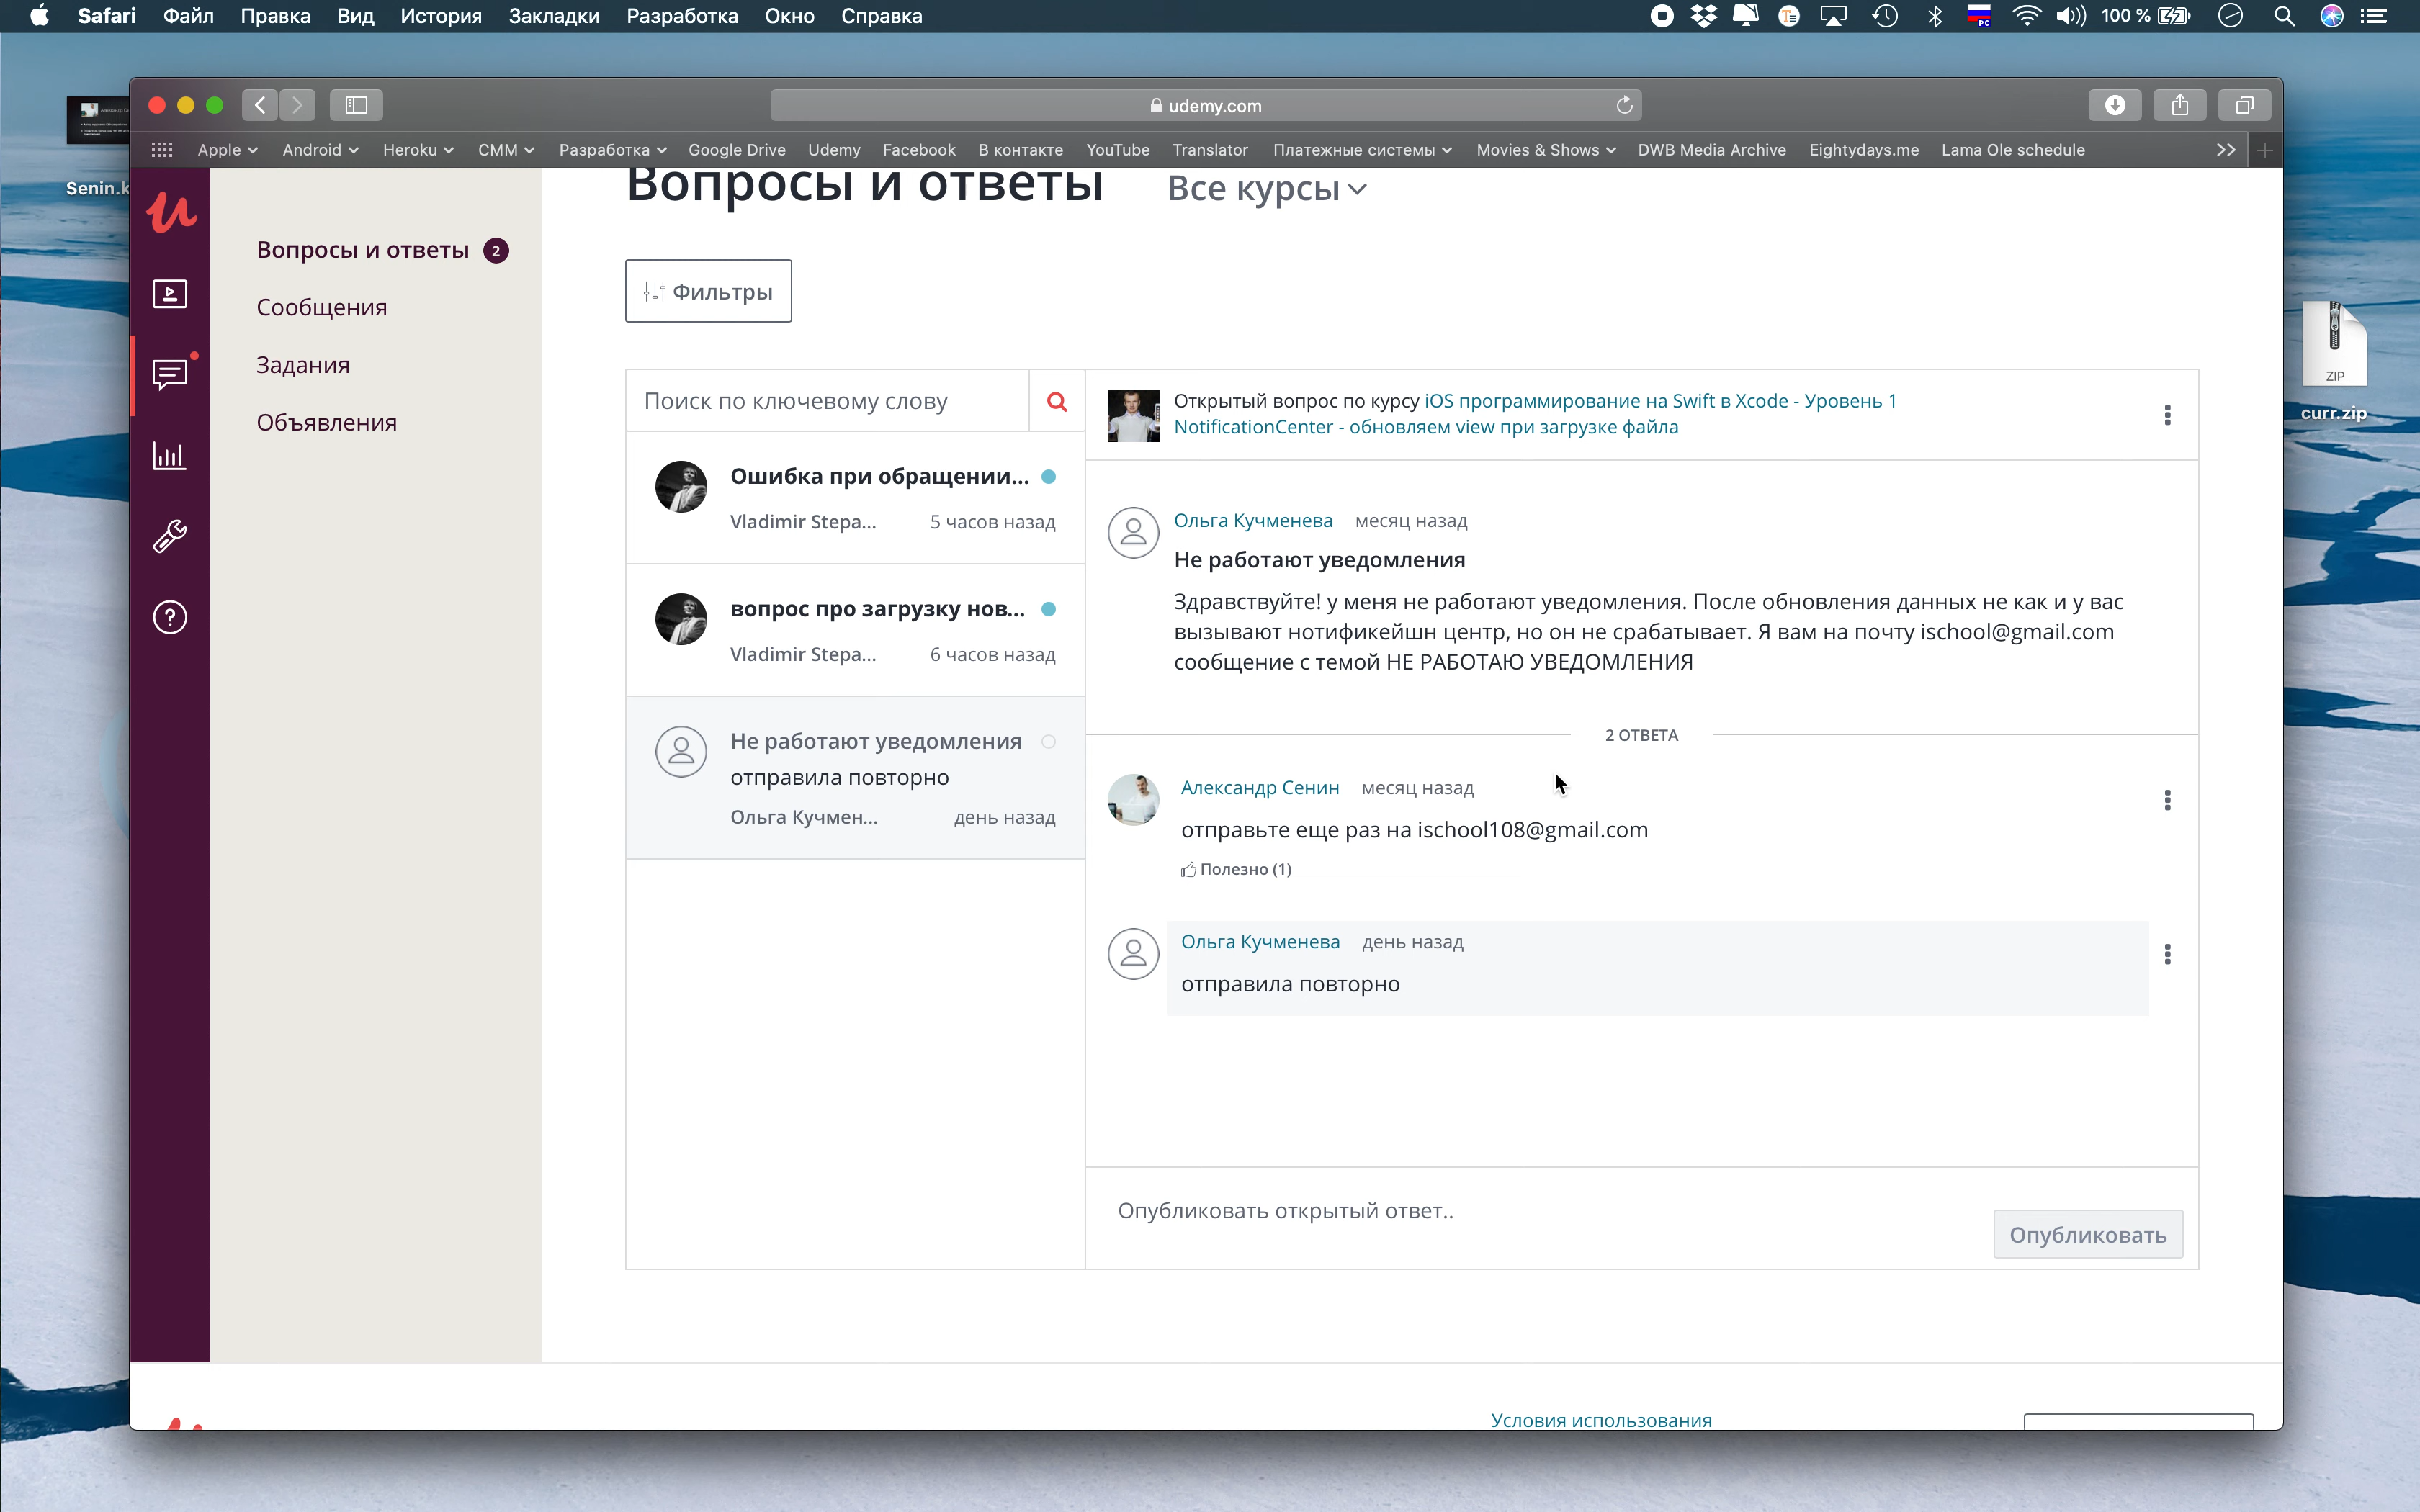 Safari Файл Правка Вид История Закладки Разработка Окно Справка 100 %
udemy.com
Apple Android Heroku СММ Разработка Google Drive Udemy Facebook В контакте YouTube Translator Платежные системы Movies & Shows DWB Media Archive Eightydays.me Lama Ole schedule
Senin.k
Вопросы и ответы Все курсы
Вопросы и ответы 2
Сообщения
Задания
Объявления
Фильтры
Поиск по ключевому слову
Ошибка при обращении...
Vladimir Stepa... 5 часов назад
вопрос про загрузку нов...
Vladimir Stepa... 6 часов назад
Не работают уведомления
отправила повторно
Ольга Кучмен... день назад
Открытый вопрос по курсу iOS программирование на Swift в Xcode - Уровень 1
NotificationCenter - обновляем view при загрузке файла
Ольга Кучменева месяц назад
Не работают уведомления
Здравствуйте! у меня не работают уведомления. После обновления данных не как и у вас
вызывают нотификейшн центр, но он не срабатывает. Я вам на почту ischool@gmail.com
сообщение с темой НЕ РАБОТАЮ УВЕДОМЛЕНИЯ
2 ОТВЕТА
Александр Сенин месяц назад
отправьте еще раз на ischool108@gmail.com
Полезно (1)
Ольга Кучменева день назад
отправила повторно
Опубликовать открытый ответ..
Опубликовать
Условия использования
ZIP
curr.zip